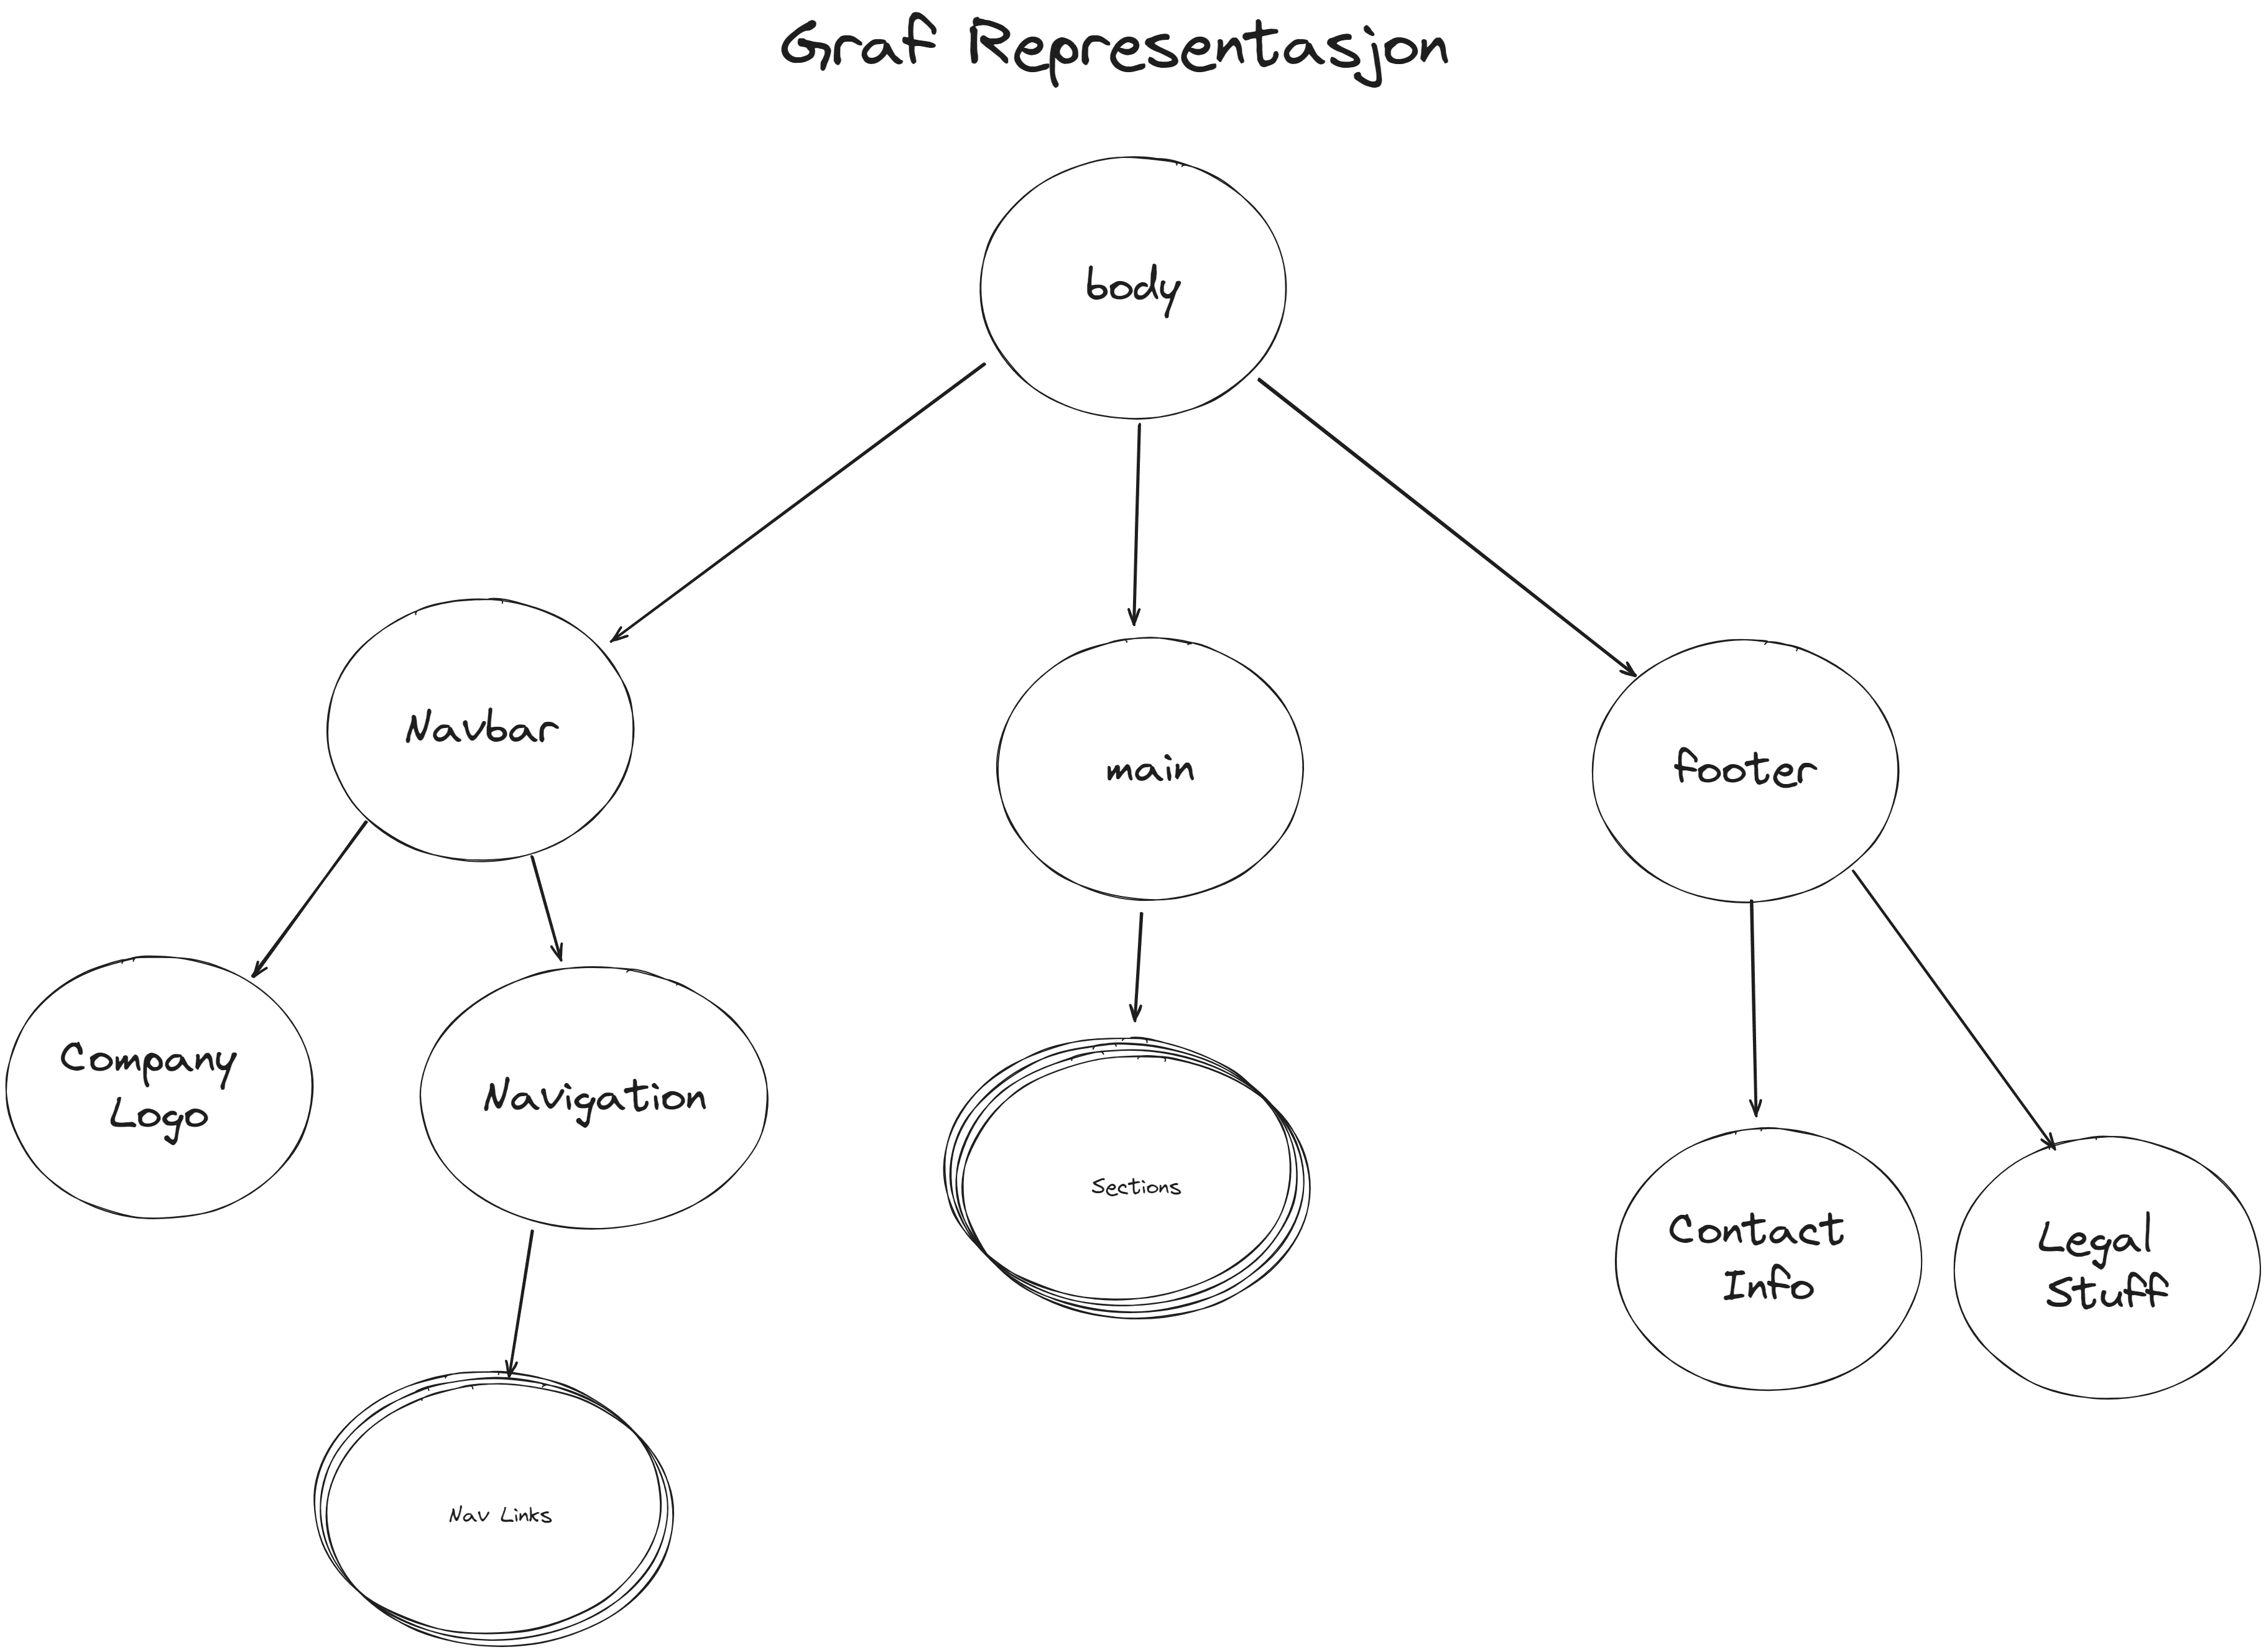 Graf Representasjon
body
Navbar
main
footer
Company
Logo
Navigation
Sections
Contact
Info
Legal
Stuff
Nav Links